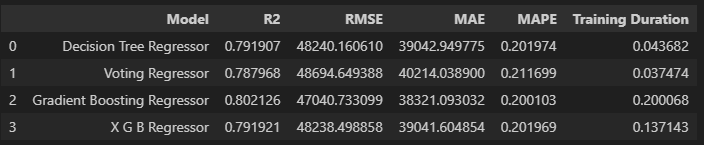 Model R2 RMSE MAE MAPE Training Duration
0 Decision Tree Regressor 0.791907 48240.160610 39042.949775 0.201974 0.043682
1 Voting Regressor 0.787968 48694.649388 40214.038900 0.211699 0.037474
2 Gradient Boosting Regressor 0.802126 47040.733099 38321.093032 0.200103 0.200068
3 X G B Regressor 0.791921 48238.498858 39041.604854 0.201969 0.137143